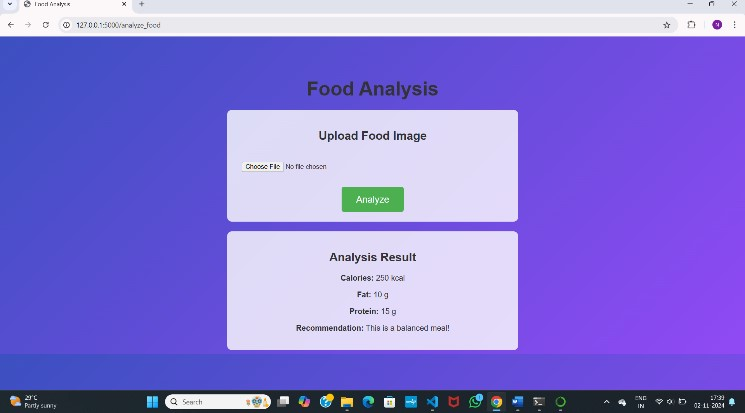 Food Analysis
127.0.0.1:5000/analyze_food
N
Food Analysis
Upload Food Image
Choose File No file chosen
Analyze
Analysis Result
Calories: 250 kcal
Fat: 10 g
Protein: 15 g
Recommendation: This is a balanced meal!
29°C
Partly sunny
Search
ENG
IN
17:39
02-11-2024